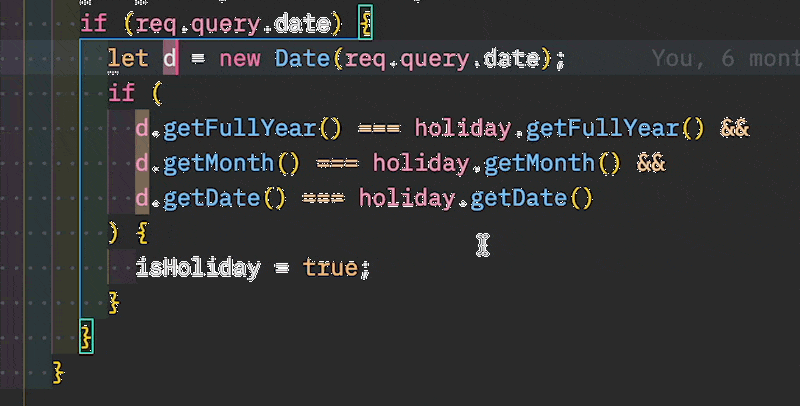 if (req.query.date) {
let d = new Date(req.query.date); You, 6 mont
if (
d.getFullYear() === holiday.getFullYear() &&
d.getMonth() === holiday.getMonth() &&
d.getDate() === holiday.getDate()
) {
isHoliday = true;
}
}
}